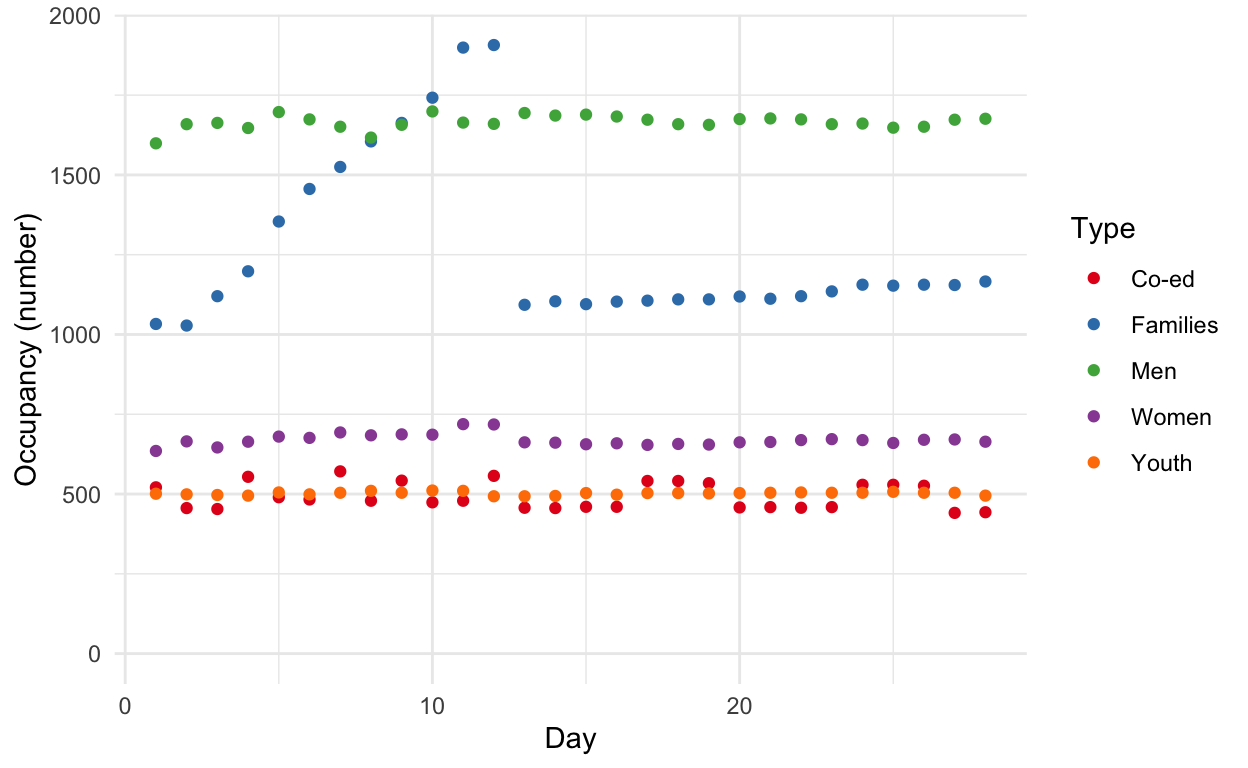 2000
1500
1000
500
0
Occupancy (number)
0 10 20
Day
Type
Co-ed
Families
Men
Women
Youth